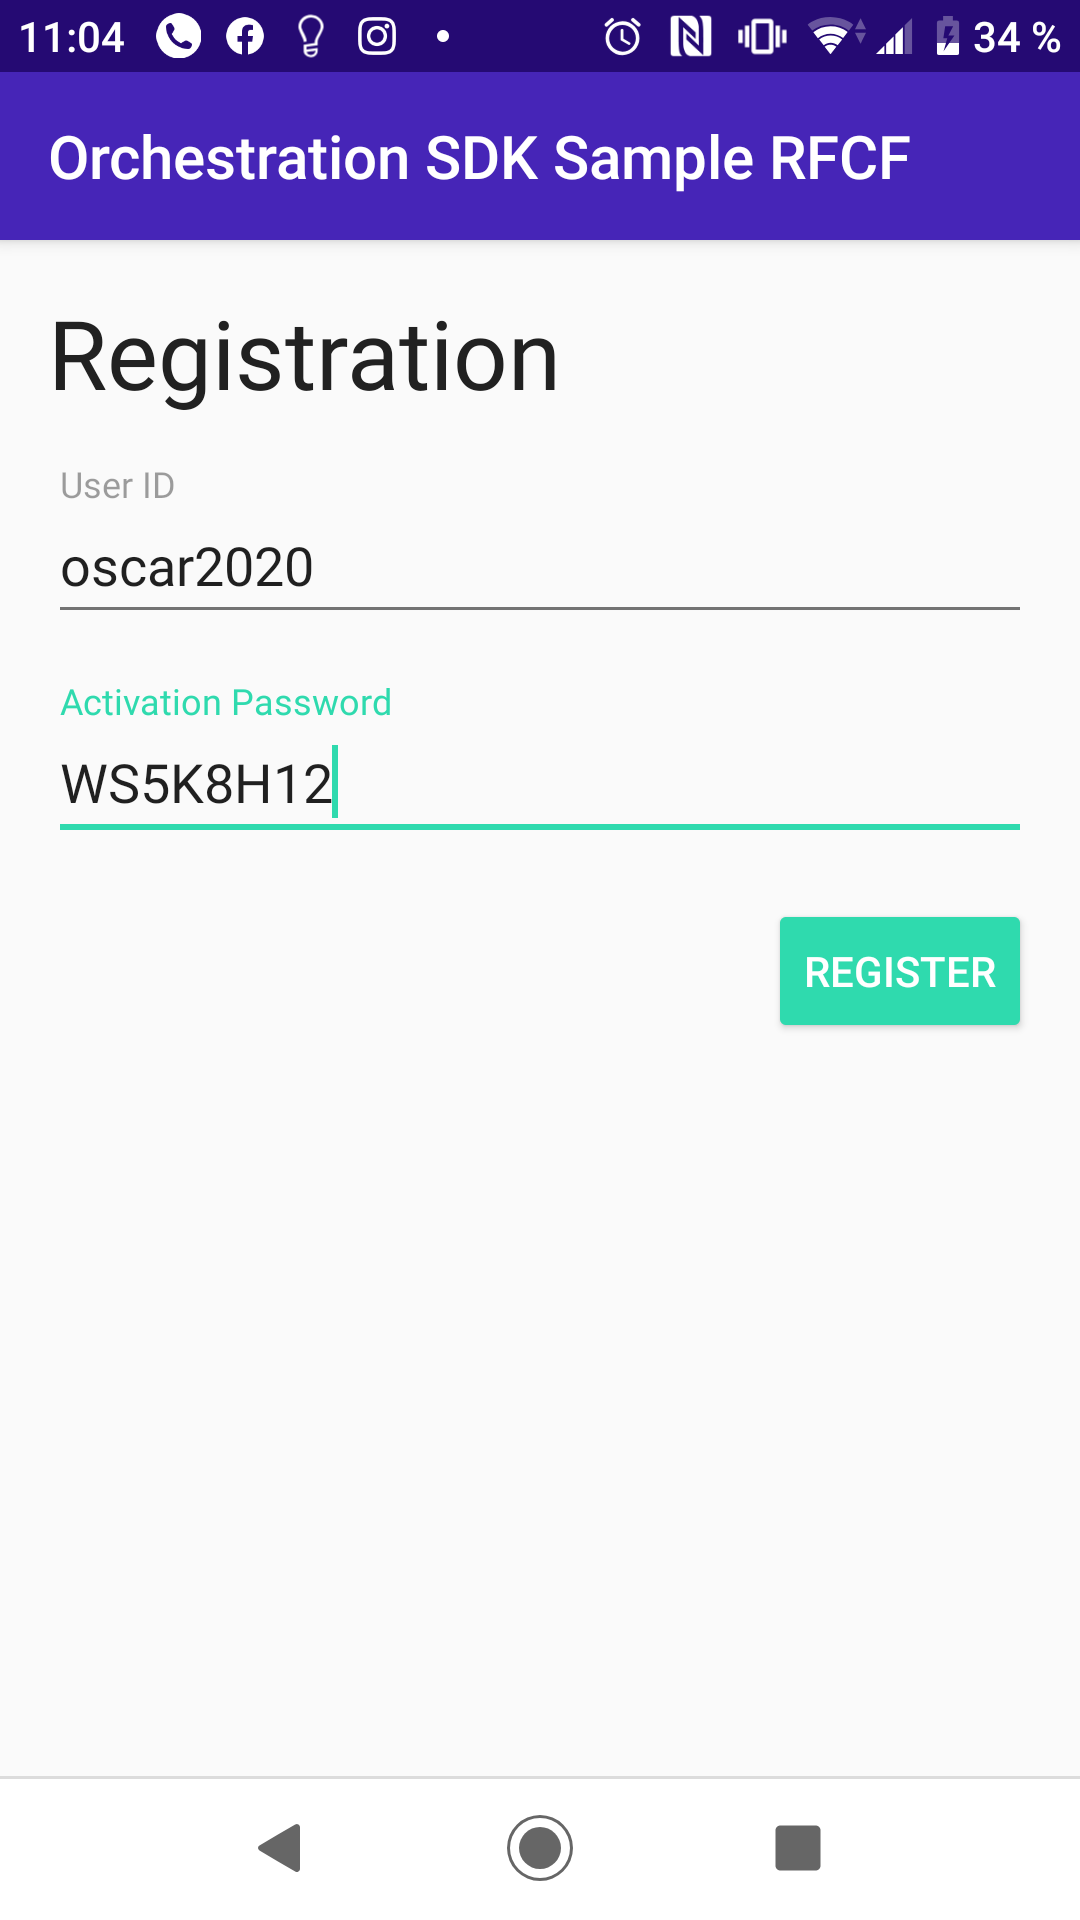 11:04 34 %
Orchestration SDK Sample RFCF
Registration
User ID
oscar2020
Activation Password
WS5K8H12
REGISTER